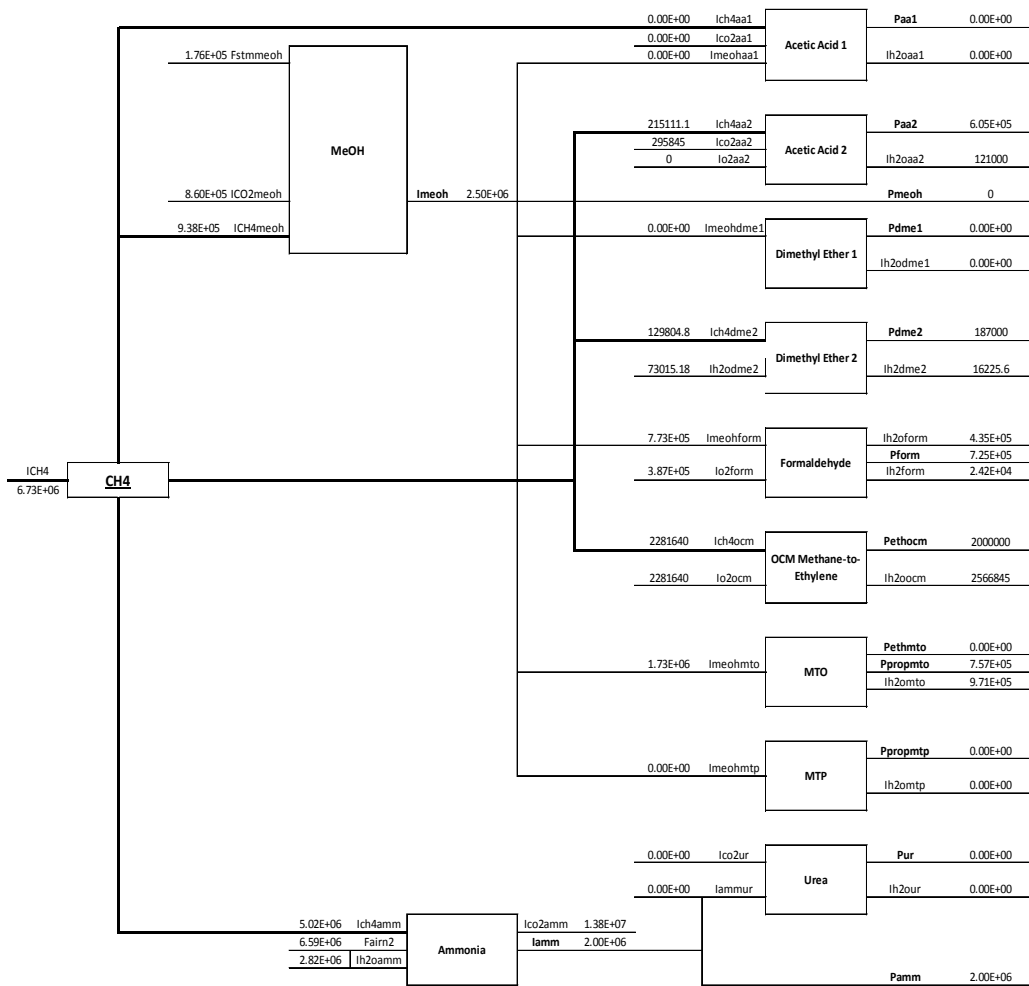 0.00E+00 Ich4aa1 Paa1 0.00E+00
0.00E+00 Ico2aa1
Acetic Acid 1
1.76E+05 Fstmmeoh 0.00E+00 Imeohaa1 Ih2oaa1 0.00E+00
215111.1 Ich4aa2 Paa2 6.05E+05
295845 Ico2aa2
MeOH Acetic Acid 2
0 Io2aa2 Ih2oaa2 121000
8.60E+05 ICO2meoh Imeoh 2.50E+06 Pmeoh 0
9.38E+05 ICH4meoh 0.00E+00 Imeohdme1 Pdme1 0.00E+00
Dimethyl Ether 1
Ih2odme1 0.00E+00
129804.8 Ich4dme2 Pdme2 187000
Dimethyl Ether 2
73015.18 Ih2odme2 Ih2dme2 16225.6
7.73E+05 Imeohform Ih2oform 4.35E+05
Pform 7.25E+05
Formaldehyde
ICH4 3.87E+05 Io2form Ih2form 2.42E+04
CH4
6.73E+06
2281640 Ich4ocm Pethocm 2000000
OCM Methane-to-
Ethylene
2281640 Io2ocm Ih2oocm 2566845
Pethmto 0.00E+00
1.73E+06 Imeohmto Ppropmto 7.57E+05
MTO
Ih2omto 9.71E+05
Ppropmtp 0.00E+00
0.00E+00 Imeohmtp
MTP
Ih2omtp 0.00E+00
0.00E+00 Ico2ur Pur 0.00E+00
Urea
0.00E+00 Iammur Ih2our 0.00E+00
5.02E+06 Ich4amm Ico2amm 1.38E+07
6.59E+06 Fairn2 Iamm 2.00E+06
Ammonia
2.82E+06 Ih2oamm
Pamm 2.00E+06